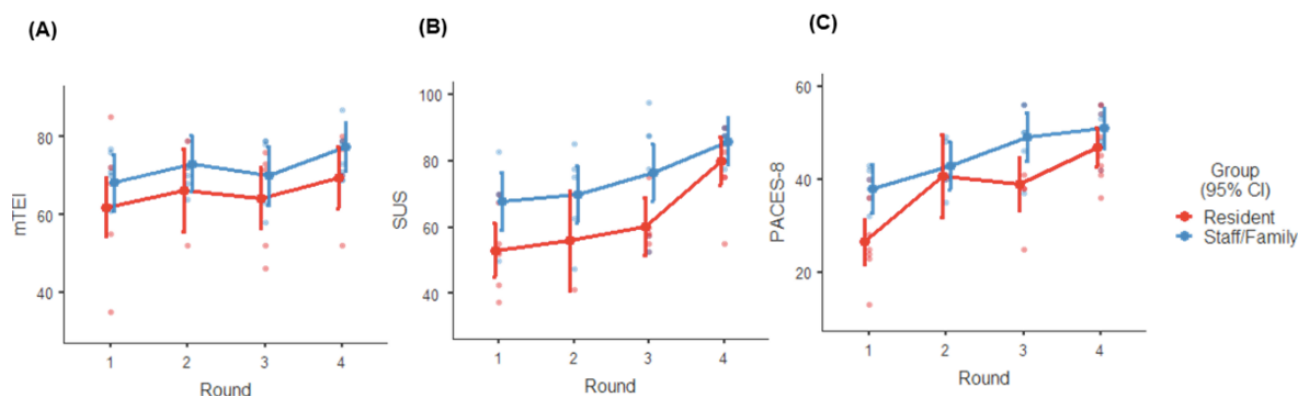 (A)
(B)
(C)
mTEI
80
60
40
1 2 3 4
Round
SUS
100
80
60
40
1 2 3 4
Round
PACES-8
60
40
20
1 2 3 4
Round
Group
(95% CI)
Resident
Staff/Family